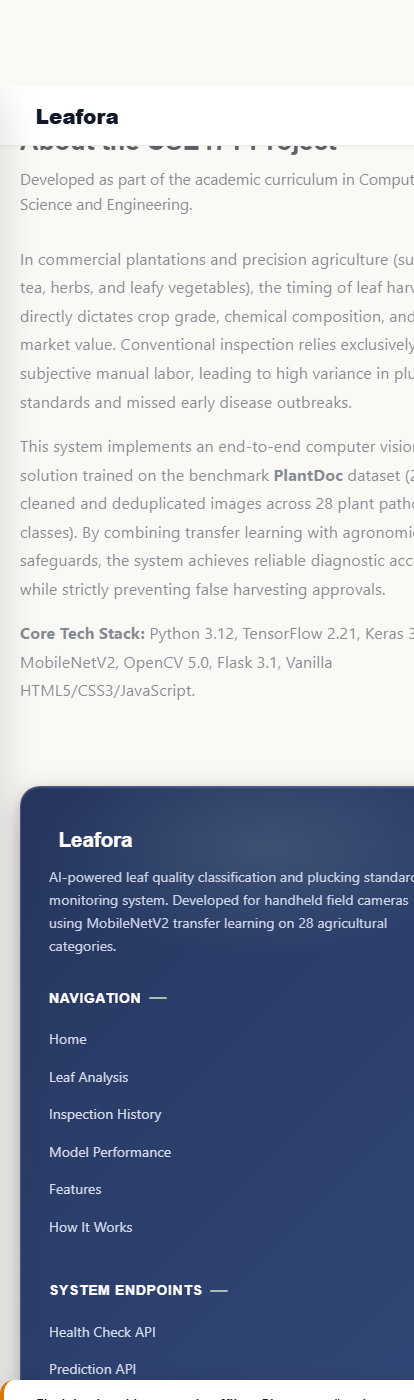 Leafora
About the
Developed as part of the academic curriculum in Comput
Science and Engineering.
In commercial plantations and precision agriculture (su
tea, herbs, and leafy vegetables), the timing of leaf harv
directly dictates crop grade, chemical composition, and
market value. Conventional inspection relies exclusively
subjective manual labor, leading to high variance in plu
standards and missed early disease outbreaks.
This system implements an end-to-end computer vision
solution trained on the benchmark PlantDoc dataset (2
cleaned and deduplicated images across 28 plant patho
classes). By combining transfer learning with agronomic
safeguards, the system achieves reliable diagnostic acc
while strictly preventing false harvesting approvals.
Core Tech Stack: Python 3.12, TensorFlow 2.21, Keras 3
MobileNetV2, OpenCV 5.0, Flask 3.1, Vanilla
HTML5/CSS3/JavaScript.
Leafora
AI-powered leaf quality classification and plucking standard
monitoring system. Developed for handheld field cameras
using MobileNetV2 transfer learning on 28 agricultural
categories.
NAVIGATION
Home
Leaf Analysis
Inspection History
Model Performance
Features
How It Works
SYSTEM ENDPOINTS
Health Check API
Prediction API